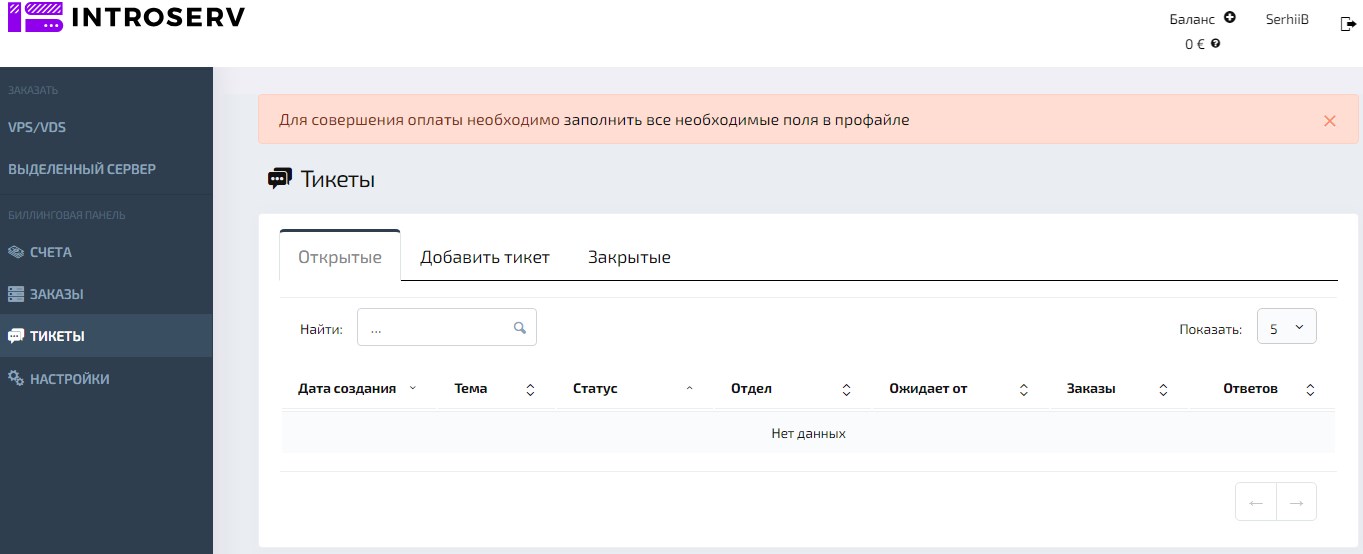 INTROSERV
Баланс
SerhiiB
0 €
ЗАКАЗАТЬ
VPS/VDS
ВЫДЕЛЕННЫЙ СЕРВЕР
БИЛЛИНГОВАЯ ПАНЕЛЬ
СЧЕТА
ЗАКАЗЫ
ТИКЕТЫ
НАСТРОЙКИ
Для совершения оплаты необходимо заполнить все необходимые поля в профайле
Тикеты
Открытые Добавить тикет Закрытые
Найти: ... Показать: 5
Дата создания Тема Статус Отдел Ожидает от Заказы Ответов
Нет данных
← →